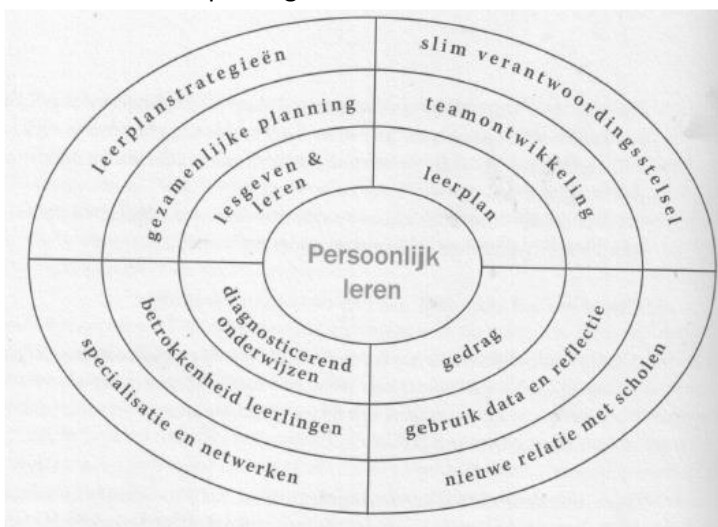 leerplanstrategieën
slim verantwoordingsstelsel
gezamenlijke planning
teamontwikkeling
lesgeven &
leren
leerplan
Persoonlijk
leren
diagnosticerend
onderwijzen
gedrag
betrokkenheid leerlingen
gebruik data en reflectie
specialisatie en netwerken
nieuwe relatie met scholen